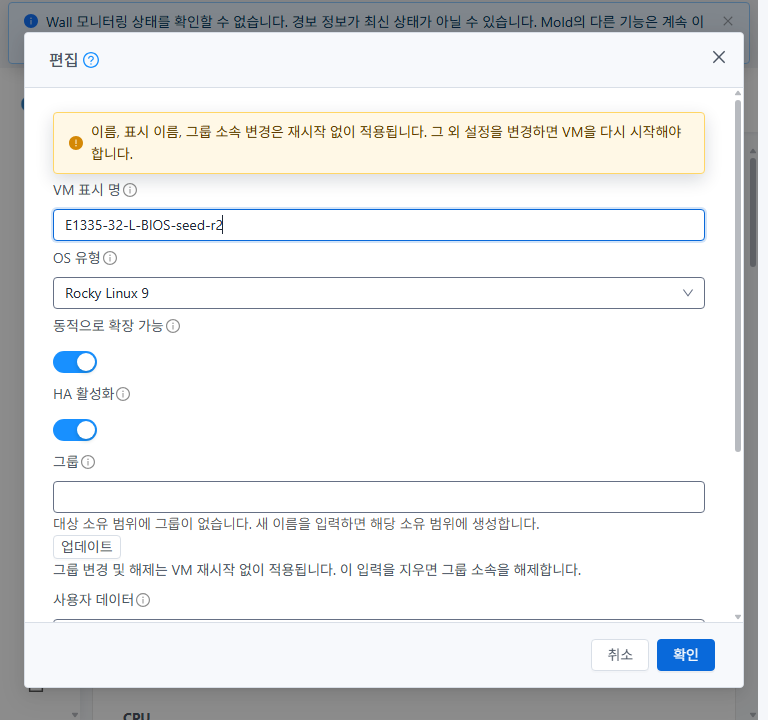 Wall 모니터링 상태를 확인할 수 없습니다. 경보 정보가 최신 상태가 아닐 수 있습니다. Mold의 다른 기능은 계속 이
편집
이름, 표시 이름, 그룹 소속 변경은 재시작 없이 적용됩니다. 그 외 설정을 변경하면 VM을 다시 시작해야
합니다.
VM 표시 명
E1335-32-L-BIOS-seed-r2
OS 유형
Rocky Linux 9
동적으로 확장 가능
HA 활성화
그룹
대상 소유 범위에 그룹이 없습니다. 새 이름을 입력하면 해당 소유 범위에 생성합니다.
업데이트
그룹 변경 및 해제는 VM 재시작 없이 적용됩니다. 이 입력을 지우면 그룹 소속을 해제합니다.
사용자 데이터
취소
확인
CPU